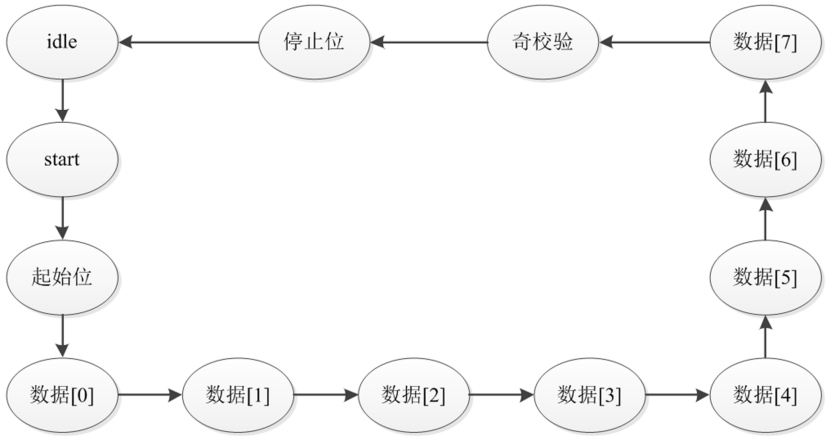 idle
停止位
奇校验
数据[7]
start
数据[6]
起始位
数据[5]
数据[0]
数据[1]
数据[2]
数据[3]
数据[4]